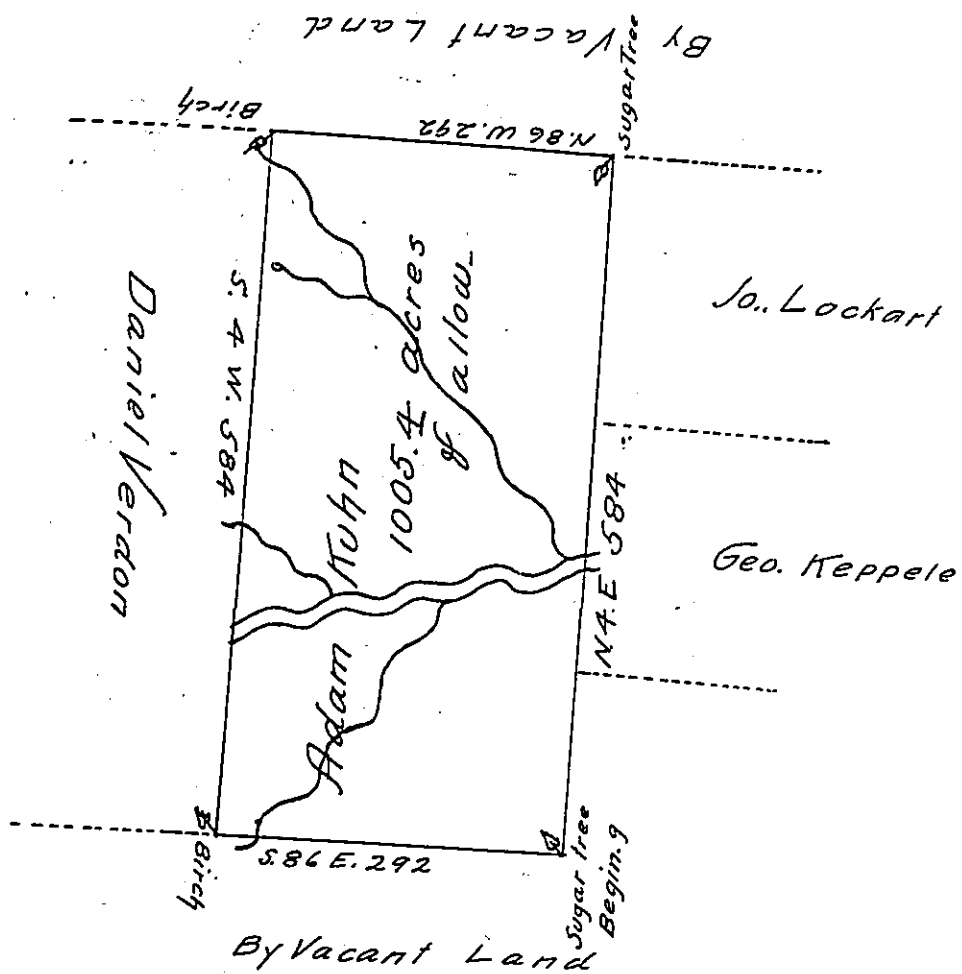 By Vacant Land
Sugar Tree
Birch
N. 86 W. 292
Jo.. Lockart
Daniel Verdon
S. 4 W. 584
Adam Kuhn
1005.4 acres
& allow_
N 4. E 584
Geo. Keppele
Birch
S. 86 E. 292
Sugar tree
Begin.g
By Vacant Land